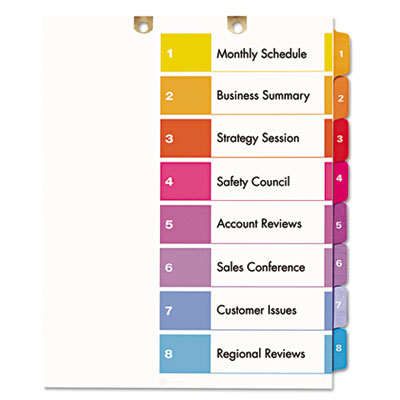 1 Monthly Schedule 1
2 Business Summary 2
3 Strategy Session 3
4 Safety Council 4
5 Account Reviews 5
6 Sales Conference 6
7 Customer Issues 7
8 Regional Reviews 8